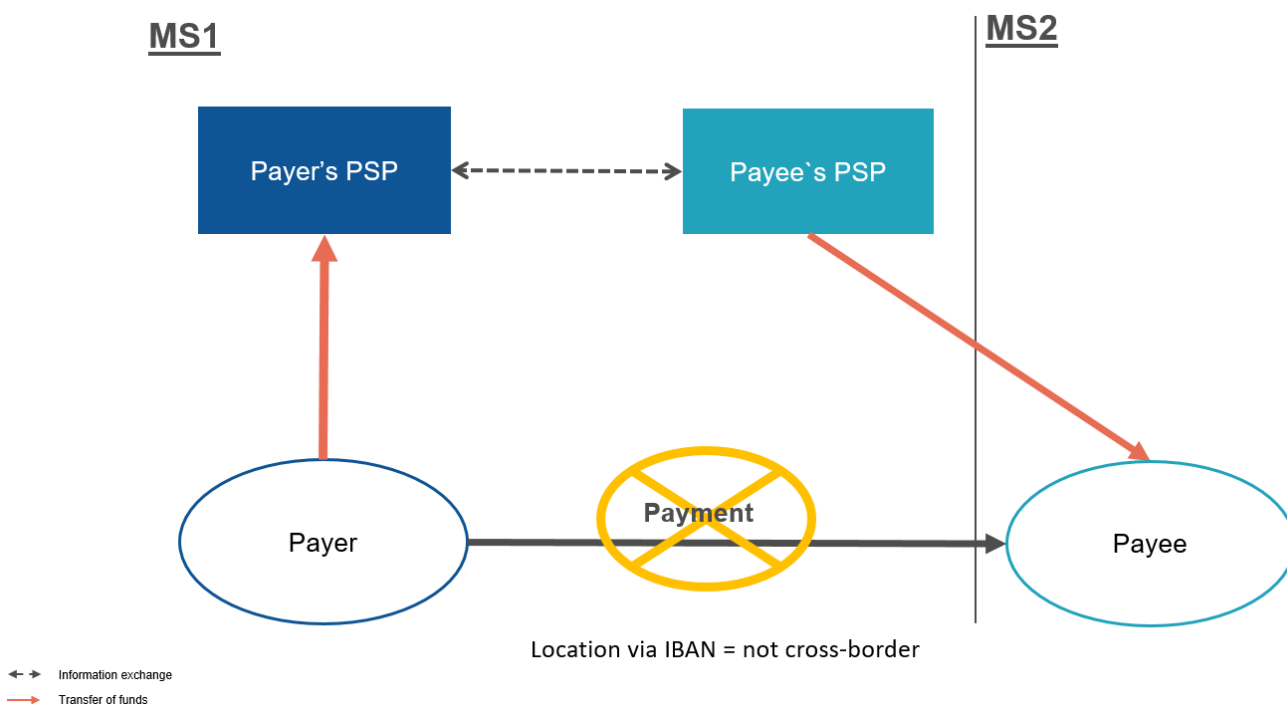 MS1
MS2
Payer’s PSP
Payee`s PSP
Payment
Payer
Payee
Location via IBAN = not cross-border
Information exchange
Transfer of funds